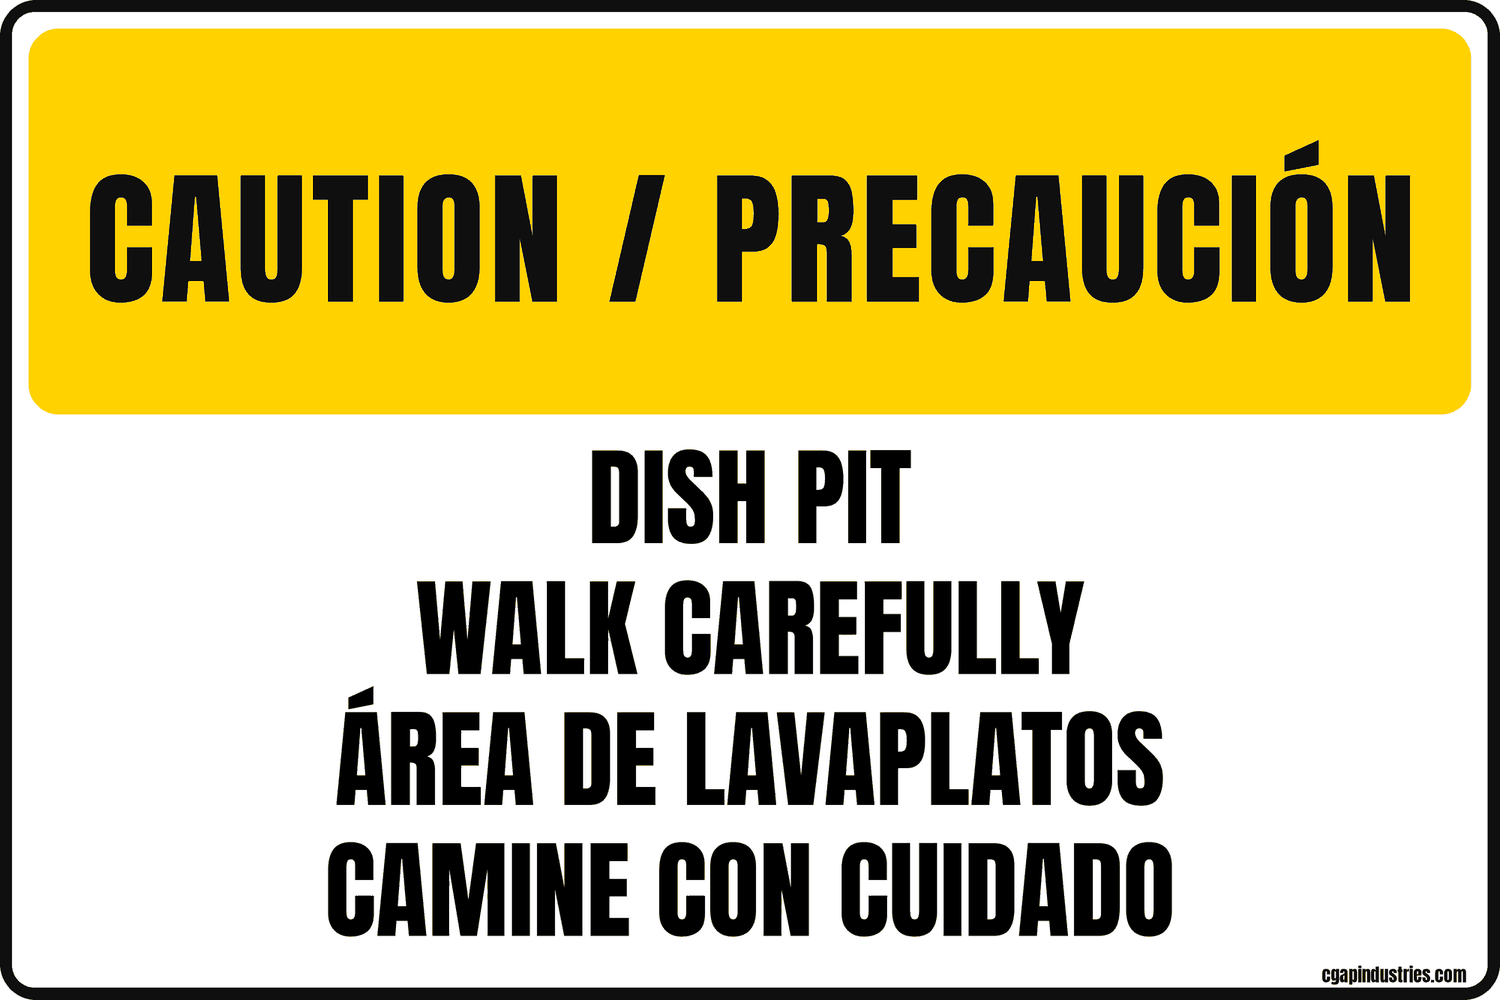 CAUTION / PRECAUCIÓN
DISH PIT
WALK CAREFULLY
ÁREA DE LAVAPLATOS
CAMINE CON CUIDADO
cgapindustries.com